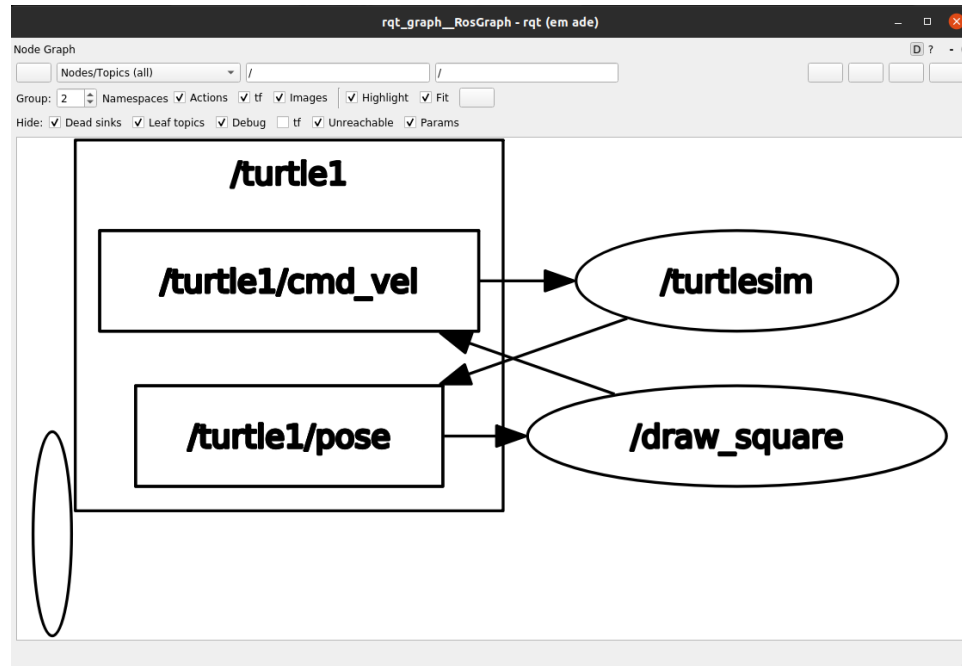 rqt_graph__RosGraph - rqt (em ade)
Node Graph
D ? -
Nodes/Topics (all) / /
Group: 2 Namespaces Actions tf Images Highlight Fit
Hide: Dead sinks Leaf topics Debug tf Unreachable Params
/turtle1
/turtle1/cmd_vel /turtlesim
/turtle1/pose /draw_square